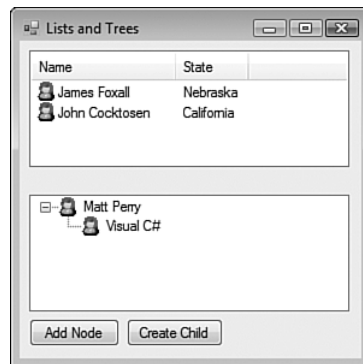 Lists and Trees
Name State
James Foxall Nebraska
John Cocktosen California
Matt Perry
Visual C#
Add Node Create Child